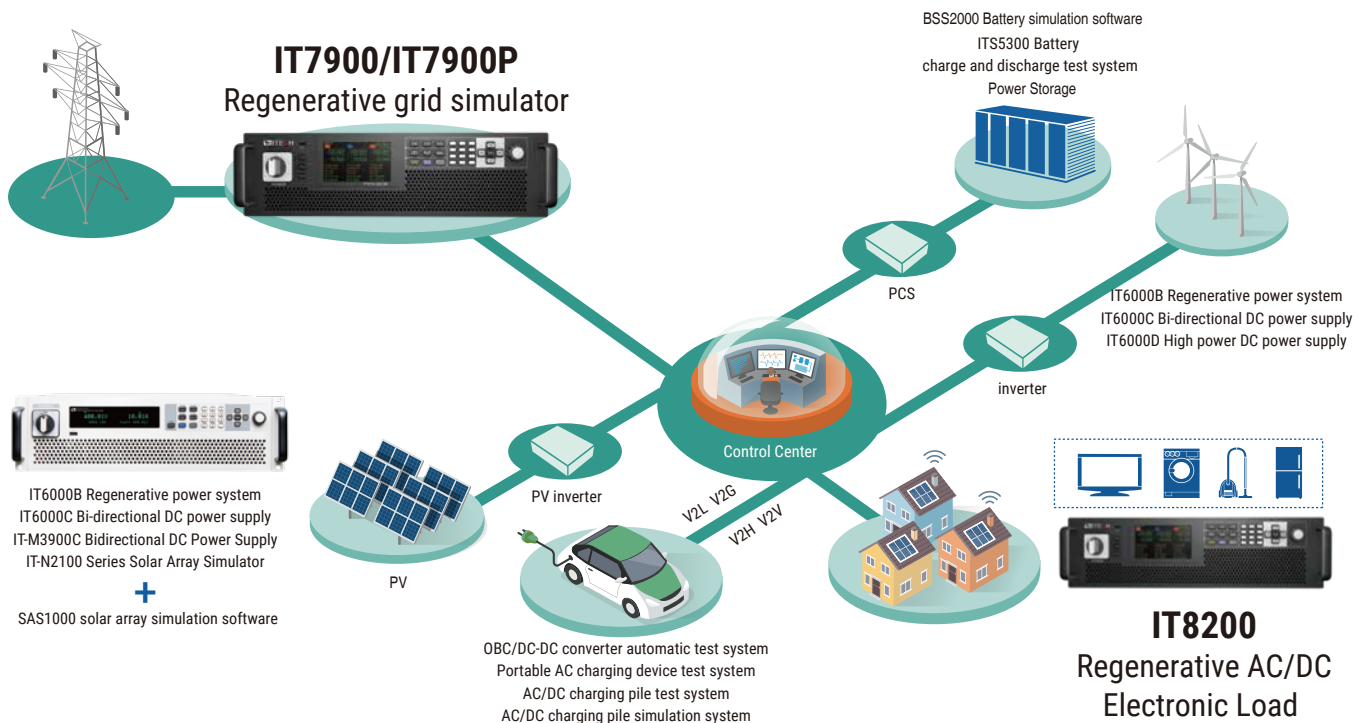 BSS2000 Battery simulation software
ITS5300 Battery
charge and discharge test system
Power Storage
IT7900/IT7900P
Regenerative grid simulator
ITECH
PCS
IT6000B Regenerative power system
IT6000C Bi-directional DC power supply
IT6000D High power DC power supply
inverter
Control Center
IT6000B Regenerative power system
IT6000C Bi-directional DC power supply
IT-M3900C Bidirectional DC Power Supply
IT-N2100 Series Solar Array Simulator
+
SAS1000 solar array simulation software
PV inverter
PV
V2L V2G
V2H V2V
OBC/DC-DC converter automatic test system
Portable AC charging device test system
AC/DC charging pile test system
AC/DC charging pile simulation system
IT8200
Regenerative AC/DC
Electronic Load